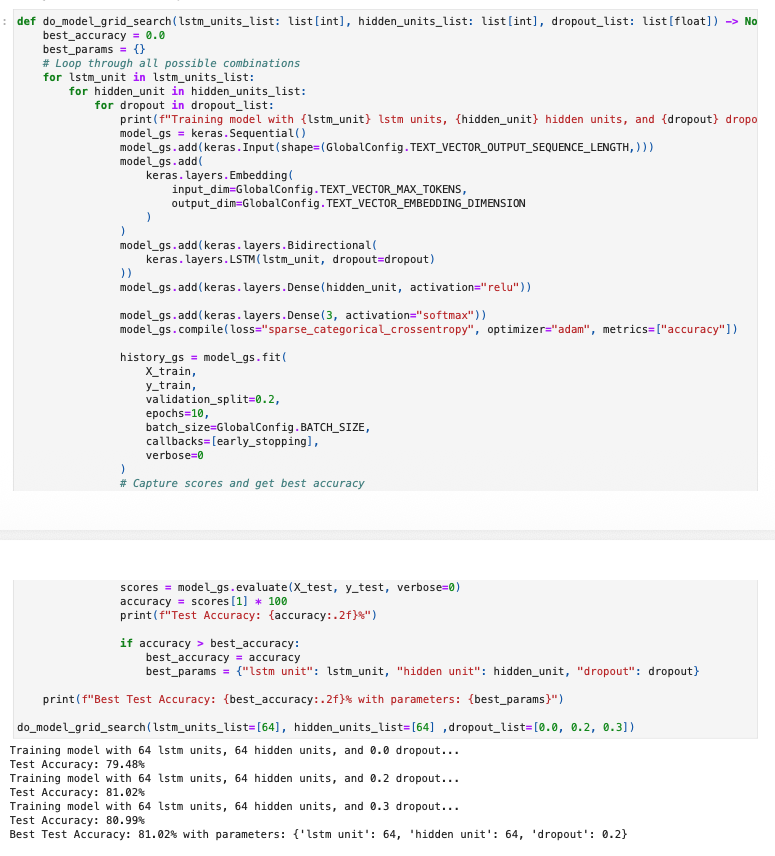 def do_model_grid_search(lstm_units_list: list[int], hidden_units_list: list[int], dropout_list: list[float]) -> No
    best_accuracy = 0.0
    best_params = {}
    # Loop through all possible combinations
    for lstm_unit in lstm_units_list:
        for hidden_unit in hidden_units_list:
            for dropout in dropout_list:
                print(f"Training model with {lstm_unit} lstm units, {hidden_unit} hidden units, and {dropout} dropo
                model_gs = keras.Sequential()
                model_gs.add(keras.Input(shape=(GlobalConfig.TEXT_VECTOR_OUTPUT_SEQUENCE_LENGTH,)))
                model_gs.add(
                    keras.layers.Embedding(
                        input_dim=GlobalConfig.TEXT_VECTOR_MAX_TOKENS,
                        output_dim=GlobalConfig.TEXT_VECTOR_EMBEDDING_DIMENSION
                    )
                )
                model_gs.add(keras.layers.Bidirectional(
                    keras.layers.LSTM(lstm_unit, dropout=dropout)
                ))
                model_gs.add(keras.layers.Dense(hidden_unit, activation="relu"))

                model_gs.add(keras.layers.Dense(3, activation="softmax"))
                model_gs.compile(loss="sparse_categorical_crossentropy", optimizer="adam", metrics=["accuracy"])

                history_gs = model_gs.fit(
                    X_train,
                    y_train,
                    validation_split=0.2,
                    epochs=10,
                    batch_size=GlobalConfig.BATCH_SIZE,
                    callbacks=[early_stopping],
                    verbose=0
                )
                # Capture scores and get best accuracy
                scores = model_gs.evaluate(X_test, y_test, verbose=0)
                accuracy = scores[1] * 100
                print(f"Test Accuracy: {accuracy:.2f}%")

                if accuracy > best_accuracy:
                    best_accuracy = accuracy
                    best_params = {"lstm unit": lstm_unit, "hidden unit": hidden_unit, "dropout": dropout}

    print(f"Best Test Accuracy: {best_accuracy:.2f}% with parameters: {best_params}")

do_model_grid_search(lstm_units_list=[64], hidden_units_list=[64] ,dropout_list=[0.0, 0.2, 0.3])
Training model with 64 lstm units, 64 hidden units, and 0.0 dropout...
Test Accuracy: 79.48%
Training model with 64 lstm units, 64 hidden units, and 0.2 dropout...
Test Accuracy: 81.02%
Training model with 64 lstm units, 64 hidden units, and 0.3 dropout...
Test Accuracy: 80.99%
Best Test Accuracy: 81.02% with parameters: {'lstm unit': 64, 'hidden unit': 64, 'dropout': 0.2}